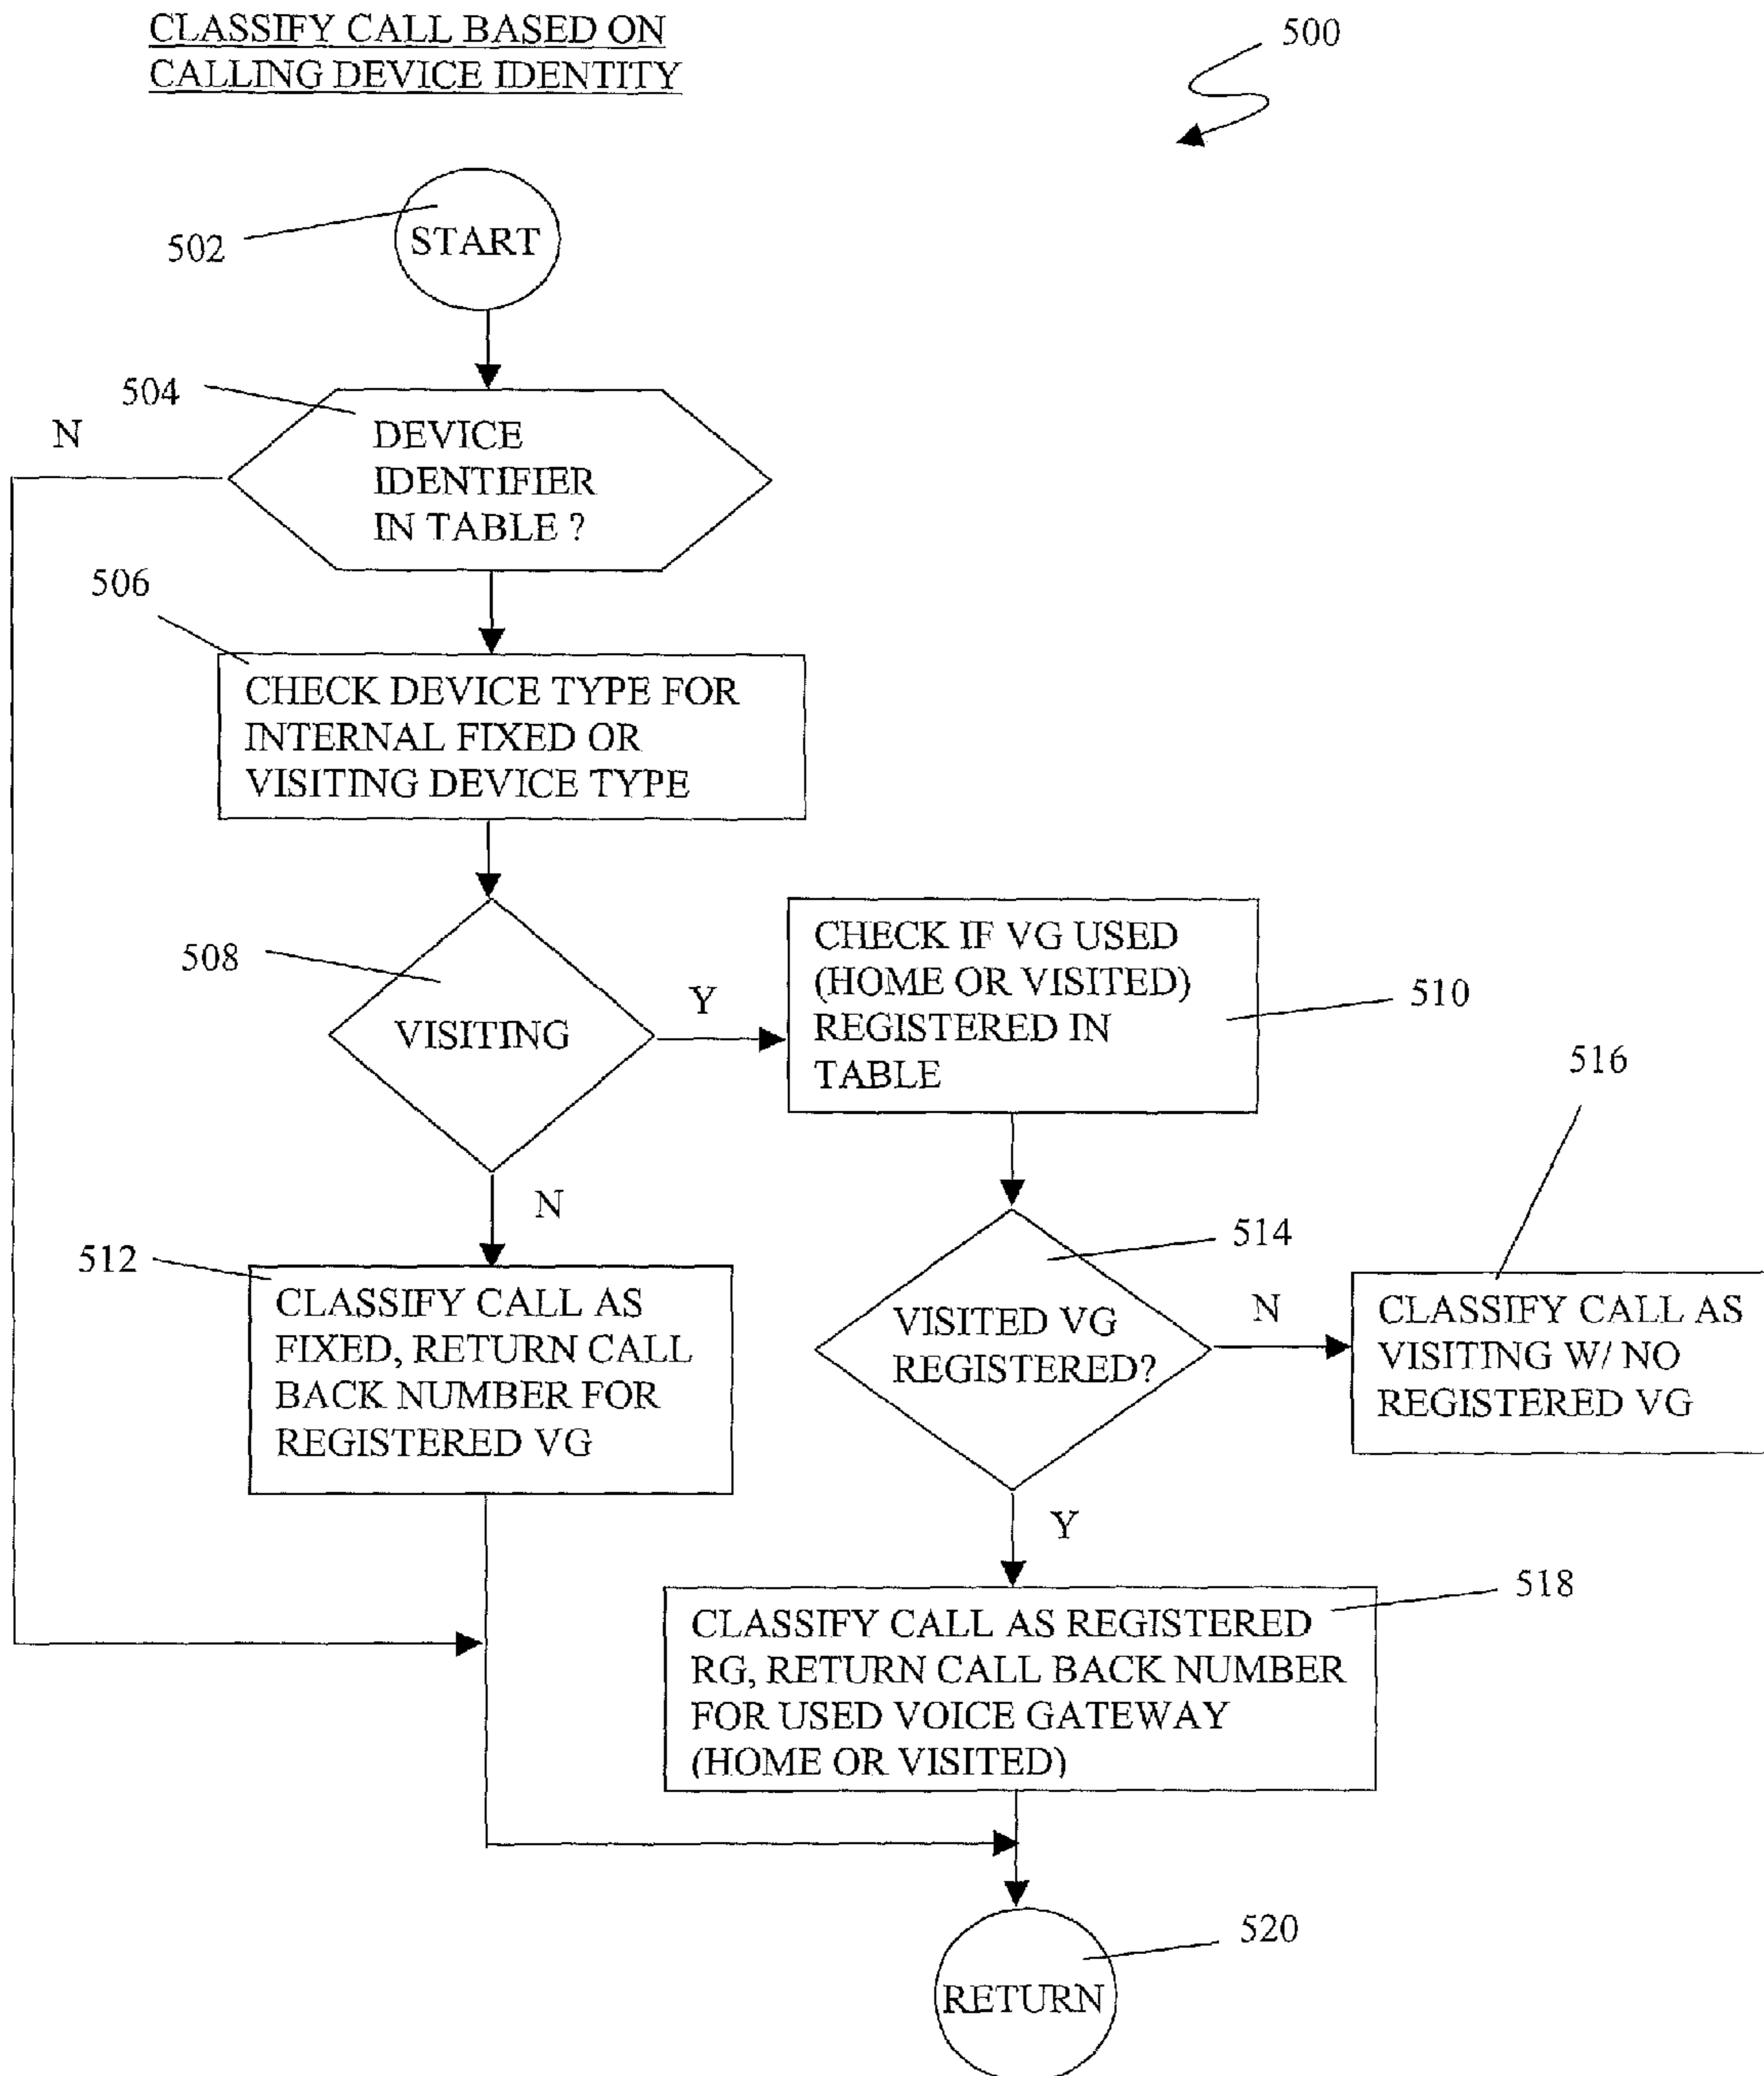 CLASSIFY CALL BASED ON
CALLING DEVICE IDENTITY
500
502
START
504
N
DEVICE
IDENTIFIER
IN TABLE ?
506
CHECK DEVICE TYPE FOR
INTERNAL FIXED OR
VISITING DEVICE TYPE
508
VISITING
Y
CHECK IF VG USED
(HOME OR VISITED)
REGISTERED IN
TABLE
510
516
N
512
CLASSIFY CALL AS
FIXED, RETURN CALL
BACK NUMBER FOR
REGISTERED VG
514
VISITED VG
REGISTERED?
N
CLASSIFY CALL AS
VISITING W/ NO
REGISTERED VG
Y
518
CLASSIFY CALL AS REGISTERED
RG, RETURN CALL BACK NUMBER
FOR USED VOICE GATEWAY
(HOME OR VISITED)
520
RETURN